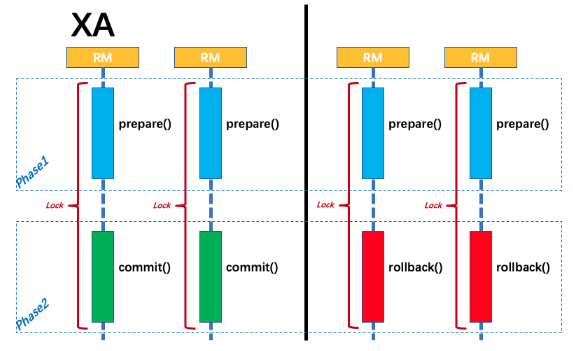 XA
RM RM RM RM
prepare() prepare() prepare() prepare()
Phase1
Lock Lock Lock Lock
commit() commit() rollback() rollback()
Phase2